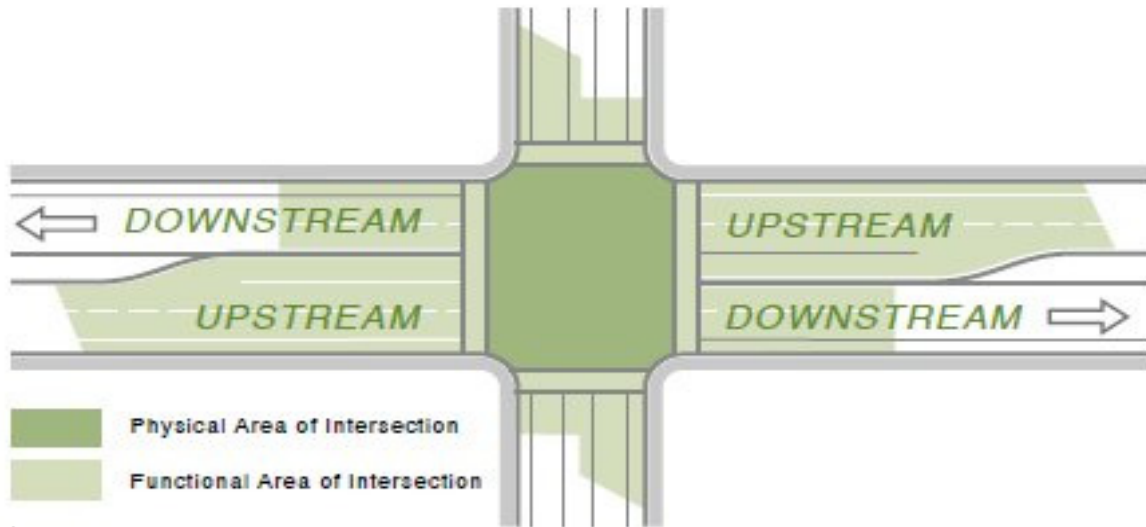 DOWNSTREAM
UPSTREAM
UPSTREAM
DOWNSTREAM
Physical Area of Intersection
Functional Area of Intersection